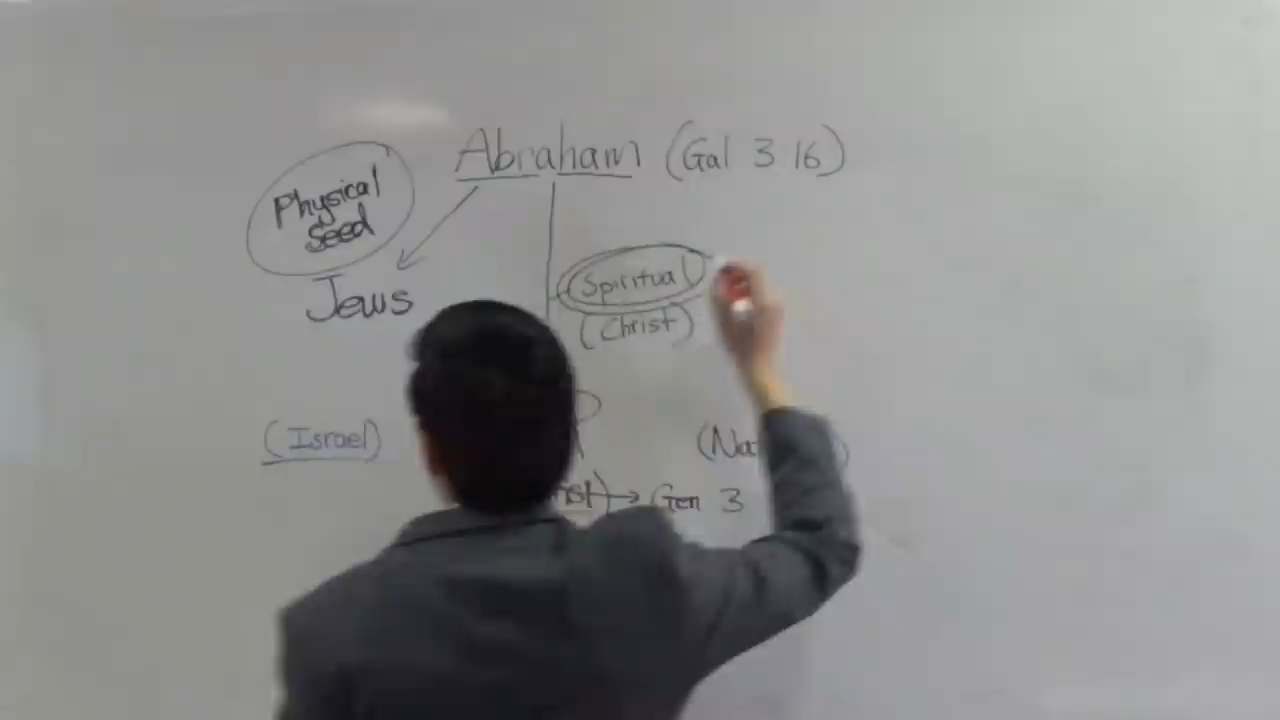 Abraham (Gal 3:16)
Physical
Seed
Jews
Spiritual
(Christ)
(Israel)
Gen 3